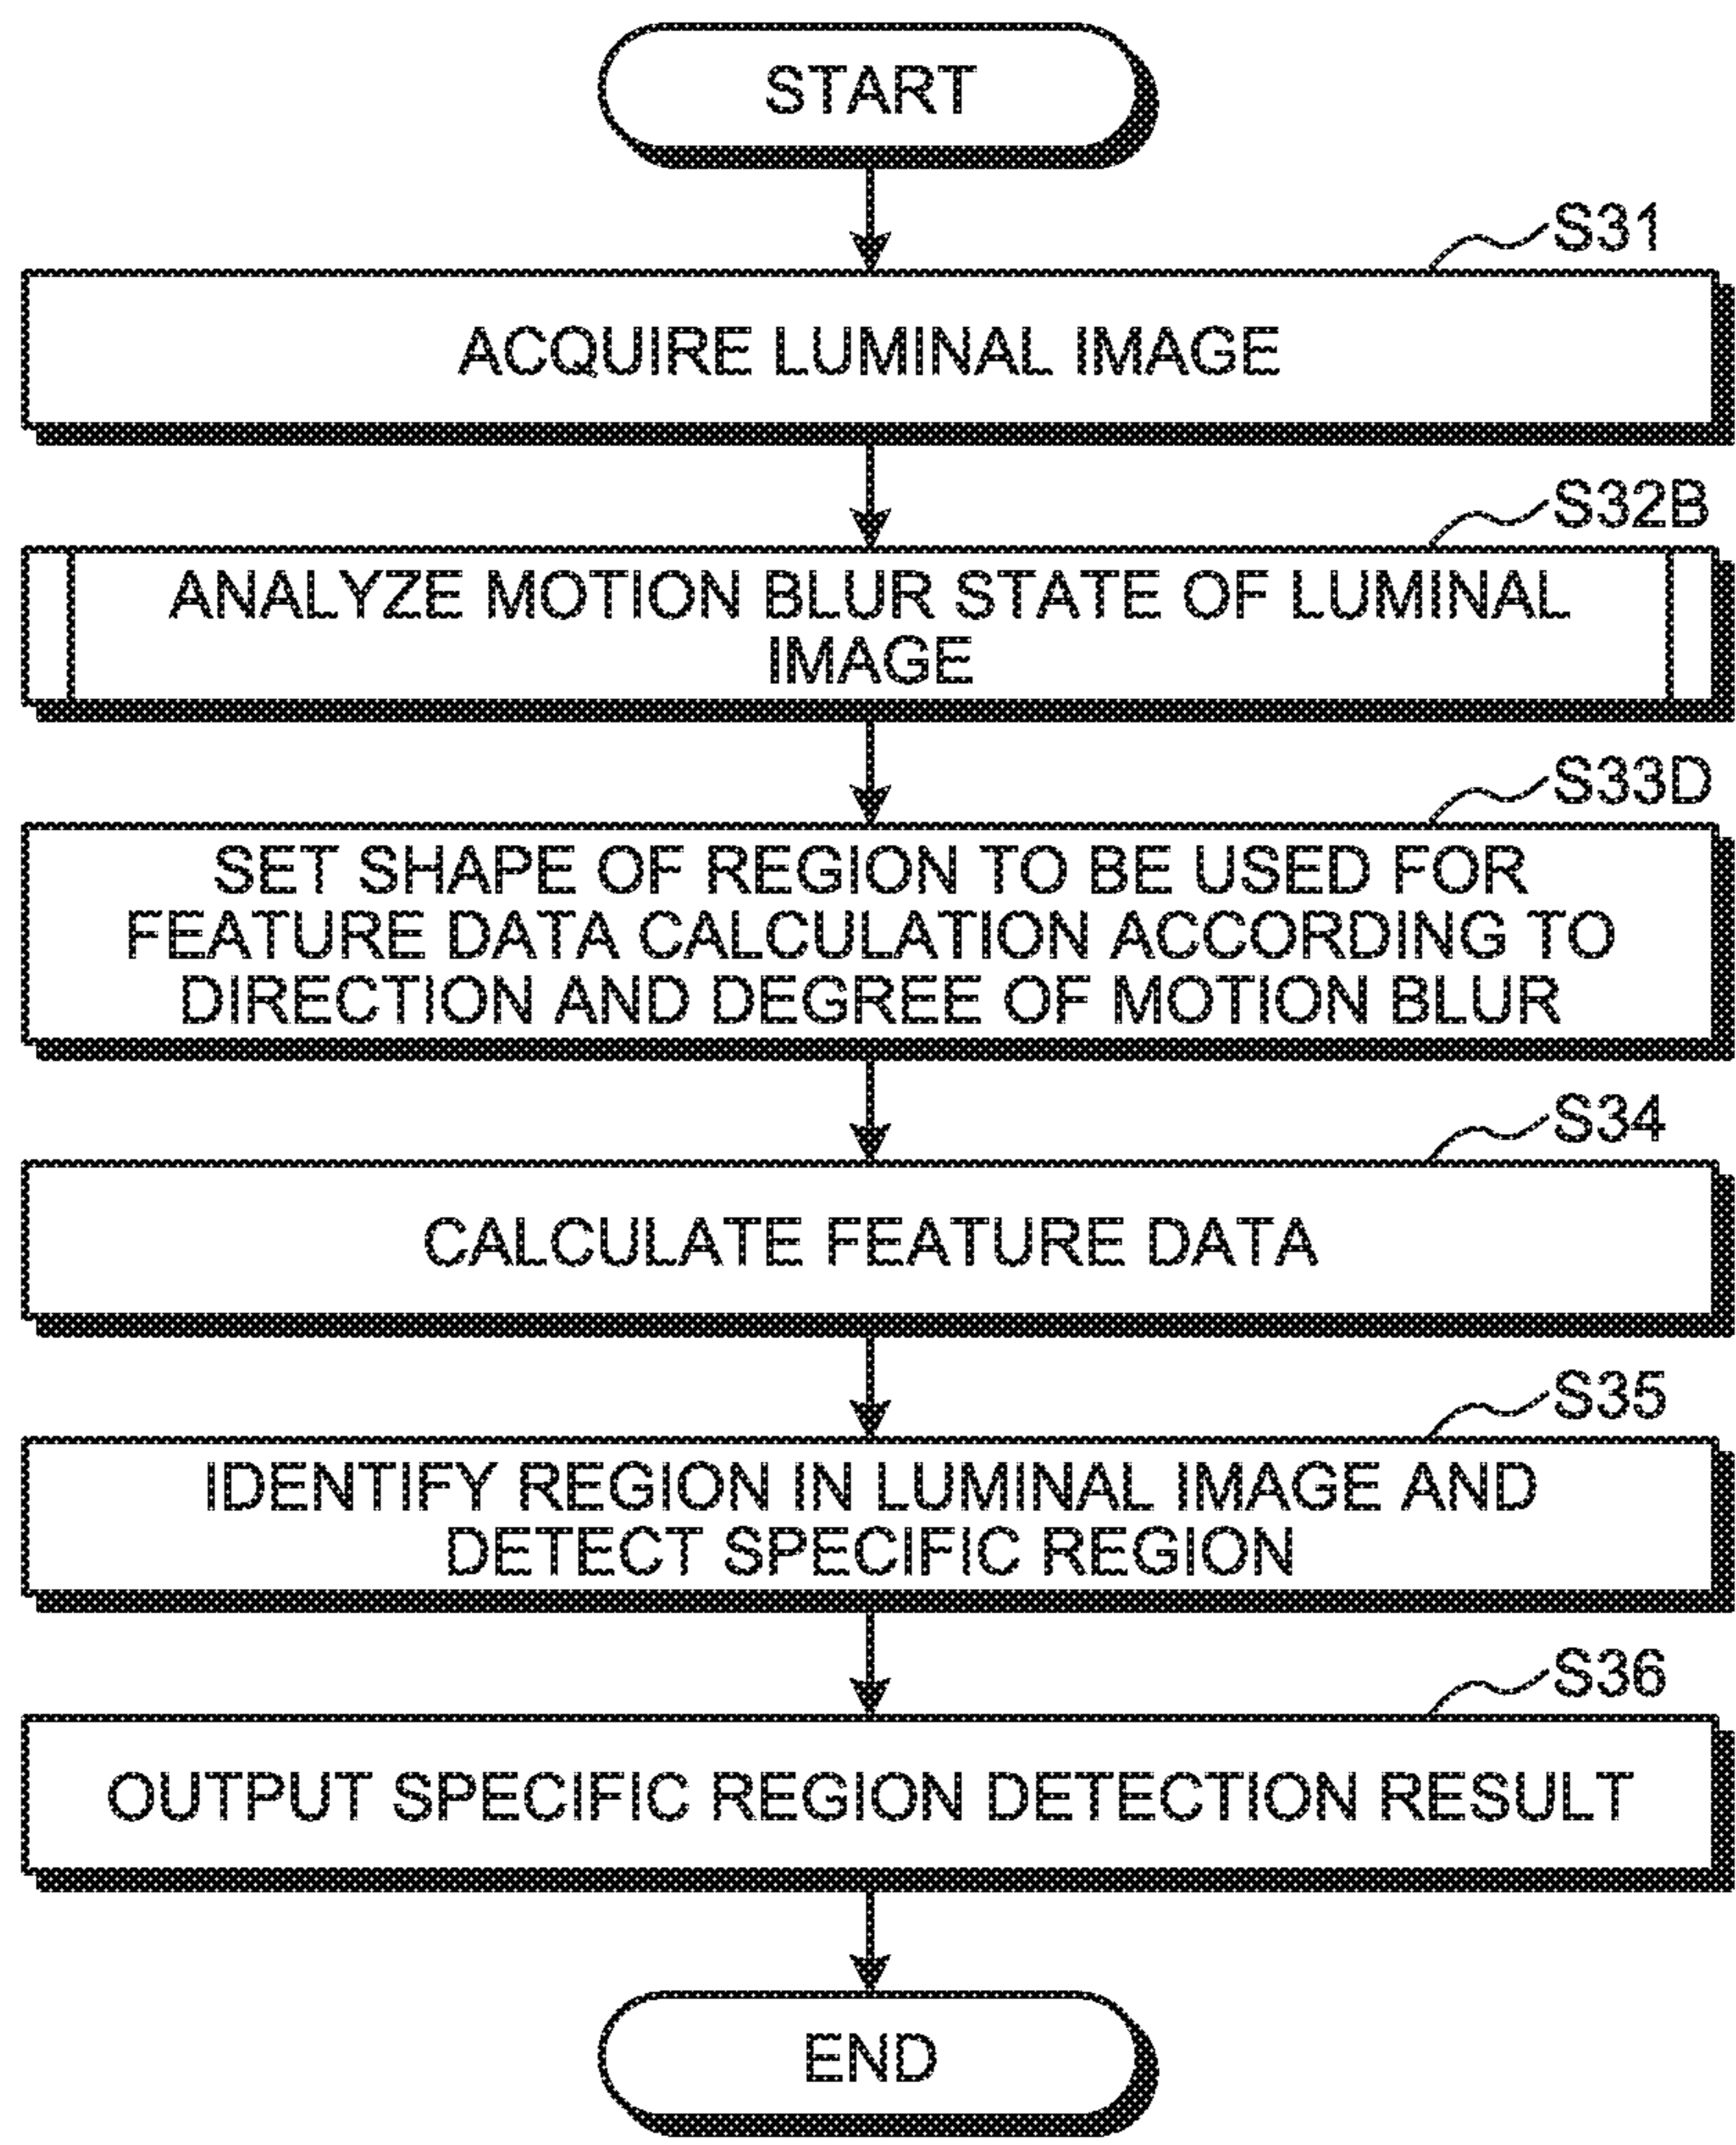 START
S31
ACQUIRE LUMINAL IMAGE
S32B
ANALYZE MOTION BLUR STATE OF LUMINAL
IMAGE
S33D
SET SHAPE OF REGION TO BE USED FOR
FEATURE DATA CALCULATION ACCORDING TO
DIRECTION AND DEGREE OF MOTION BLUR
S34
CALCULATE FEATURE DATA
S35
IDENTIFY REGION IN LUMINAL IMAGE AND
DETECT SPECIFIC REGION
S36
OUTPUT SPECIFIC REGION DETECTION RESULT
END